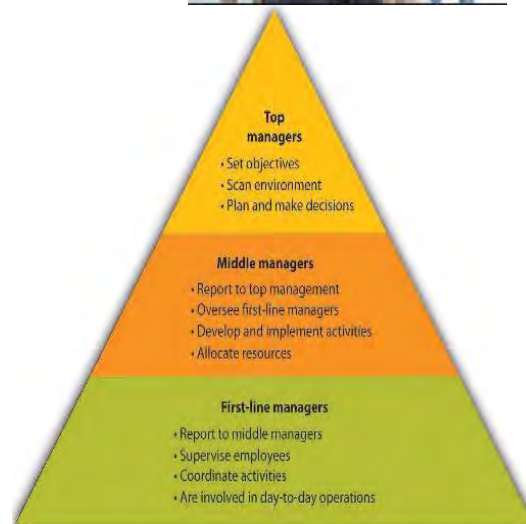 Top
managers
• Set objectives
• Scan environment
• Plan and make decisions
Middle managers
• Report to top management
• Oversee first-line managers
• Develop and implement activities
• Allocate resources
First-line managers
• Report to middle managers
• Supervise employees
• Coordinate activities
• Are involved in day-to-day operations